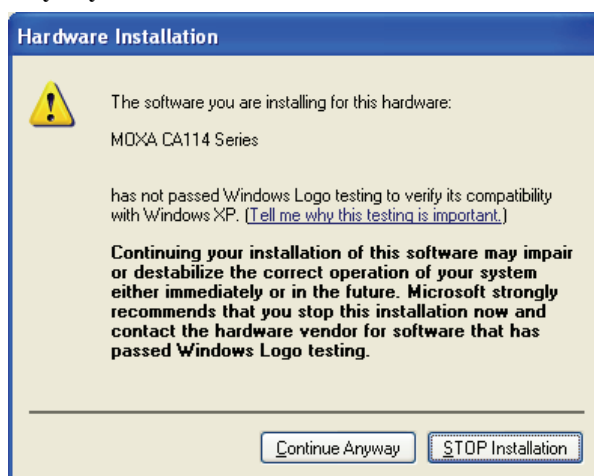 Hardware Installation
The software you are installing for this hardware:
MOXA CA114 Series
has not passed Windows Logo testing to verify its compatibility
with Windows XP. (Tell me why this testing is important.)
Continuing your installation of this software may impair
or destabilize the correct operation of your system
either immediately or in the future. Microsoft strongly
recommends that you stop this installation now and
contact the hardware vendor for software that has
passed Windows Logo testing.
Continue Anyway STOP Installation